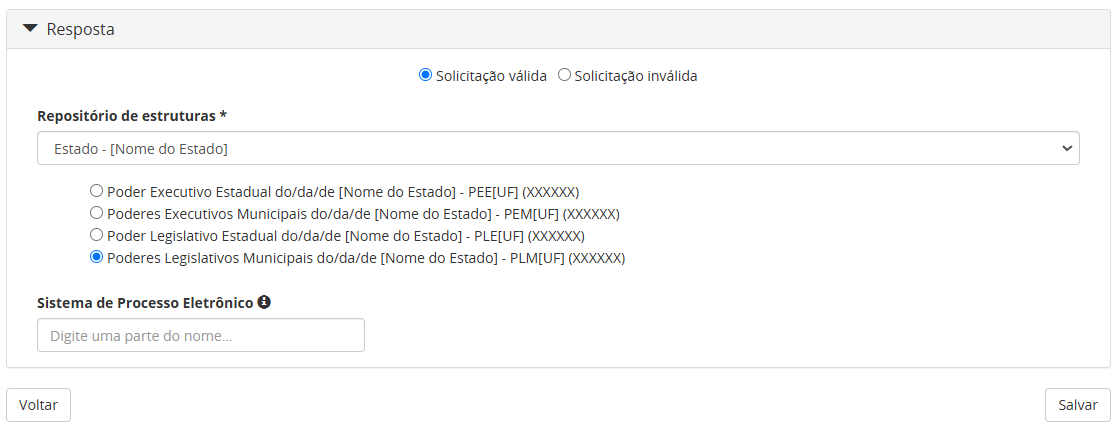 Resposta
Solicitação válida Solicitação inválida
Repositório de estruturas *
Estado - [Nome do Estado]
Poder Executivo Estadual do/da/de [Nome do Estado] - PEE[UF] (XXXXXX)
Poderes Executivos Municipais do/da/de [Nome do Estado] - PEM[UF] (XXXXXX)
Poder Legislativo Estadual do/da/de [Nome do Estado] - PLE[UF] (XXXXXX)
Poderes Legislativos Municipais do/da/de [Nome do Estado] - PLM[UF] (XXXXXX)
Sistema de Processo Eletrônico
Digite uma parte do nome...
Voltar Salvar